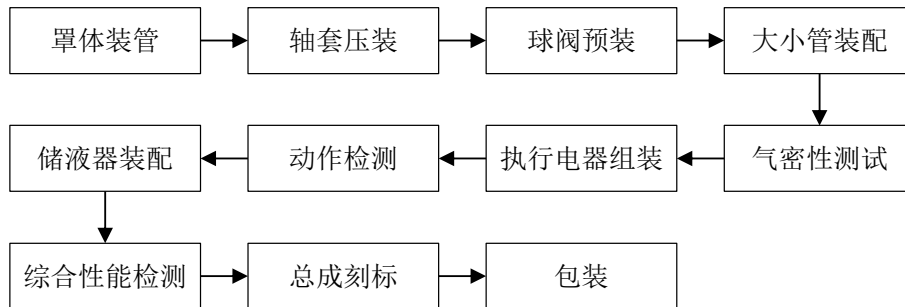 罩体装管
轴套压装
球阀预装
大小管装配
气密性测试
执行电器组装
动作检测
储液器装配
综合性能检测
总成刻标
包装